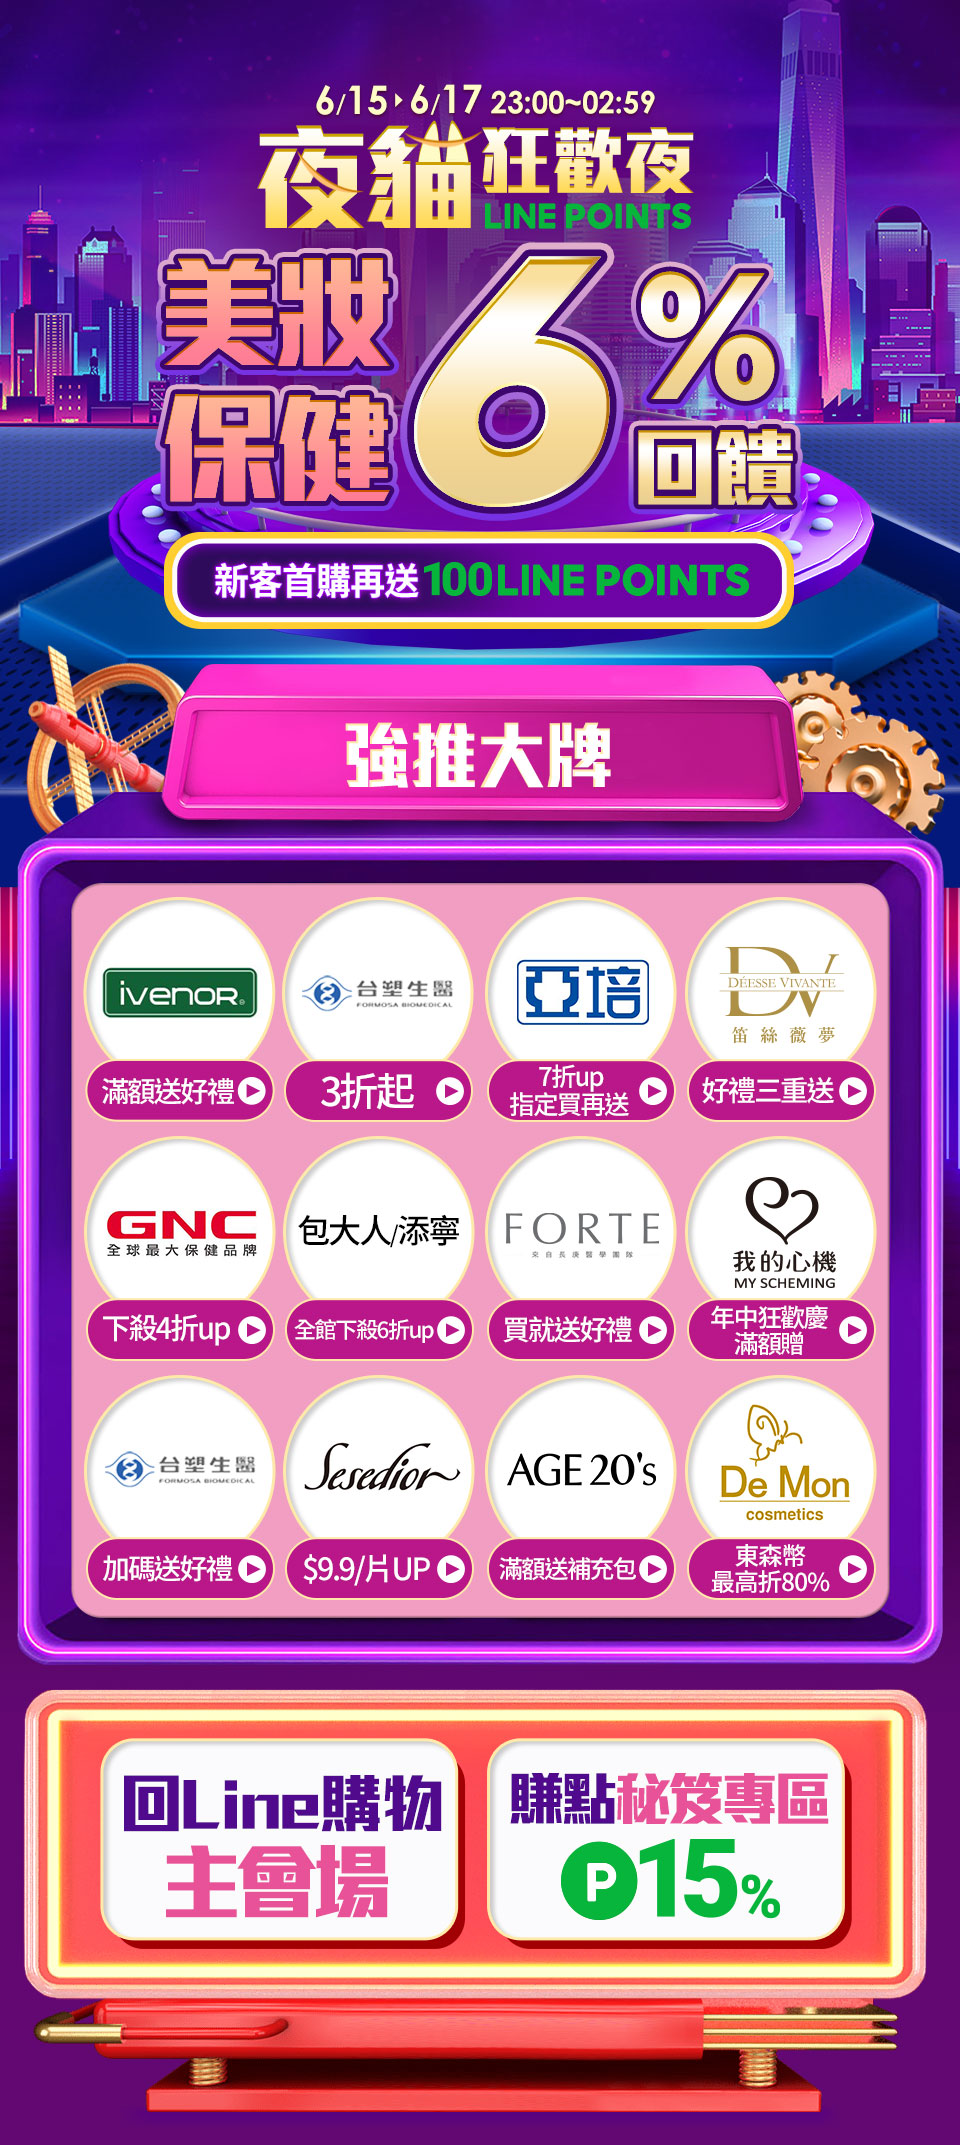 6/15▸6/17 23:00~02:59
夜貓狂歡夜
LINE POINTS
美妝
保健
6%
回饋
新客首購再送100LINE POINTS
強推大牌
ivenor
台塑生醫
FORMOSA BIOMEDICAL
亞培
DV
DÉESSE VIVANTE
笛絲薇夢
滿額送好禮
3折起
7折up
指定買再送
好禮三重送
GNC
全球最大保健品牌
包大人/添寧
FORTE
來自長庚醫學團隊
我的心機
MY SCHEMING
下殺4折up
全館下殺6折up
買就送好禮
年中狂歡慶
滿額贈
台塑生醫
FORMOSA BIOMEDICAL
Sesedior
AGE 20's
De Mon
cosmetics
加碼送好禮
$9.9/片UP
滿額送補充包
東森幣
最高折80%
回Line購物
主會場
賺點秘笈專區
P15%